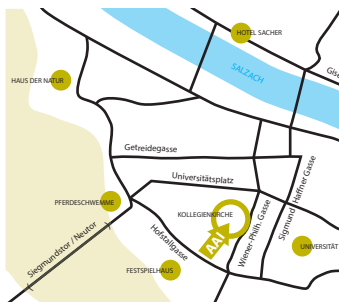 HOTEL SACHER
SALZACH
Gise
HAUS DER NATUR
Getreidegasse
Universitätsplatz
PFERDESCHWEMME
KOLLEGIENKIRCHE
AAI
Hofstallgasse
Wiener-Philh. Gasse
Sigmund Haffner Gasse
UNIVERSITÄT
Siegmundstor / Neutor
FESTSPIELHAUS